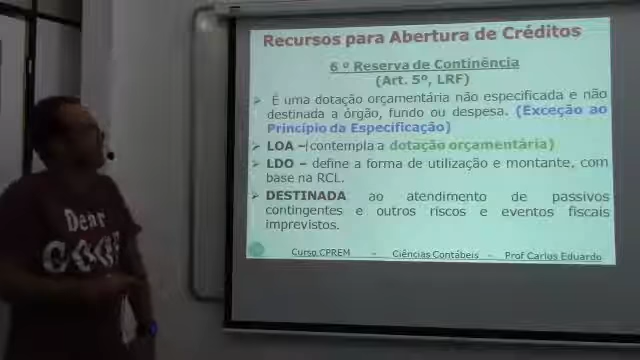 Recursos para Abertura de Créditos
6 º Reserva de Continência
(Art. 5º, LRF)
É uma dotação orçamentária não especificada e não
destinada a órgão, fundo ou despesa. (Exceção ao
Princípio da Especificação)
LOA – contempla a dotação orçamentária)
LDO – define a forma de utilização e montante, com
base na RCL.
DESTINADA ao atendimento de passivos
contingentes e outros riscos e eventos fiscais
imprevistos.
Curso CPREM – Ciências Contábeis – Prof Carlos Eduardo
Dear